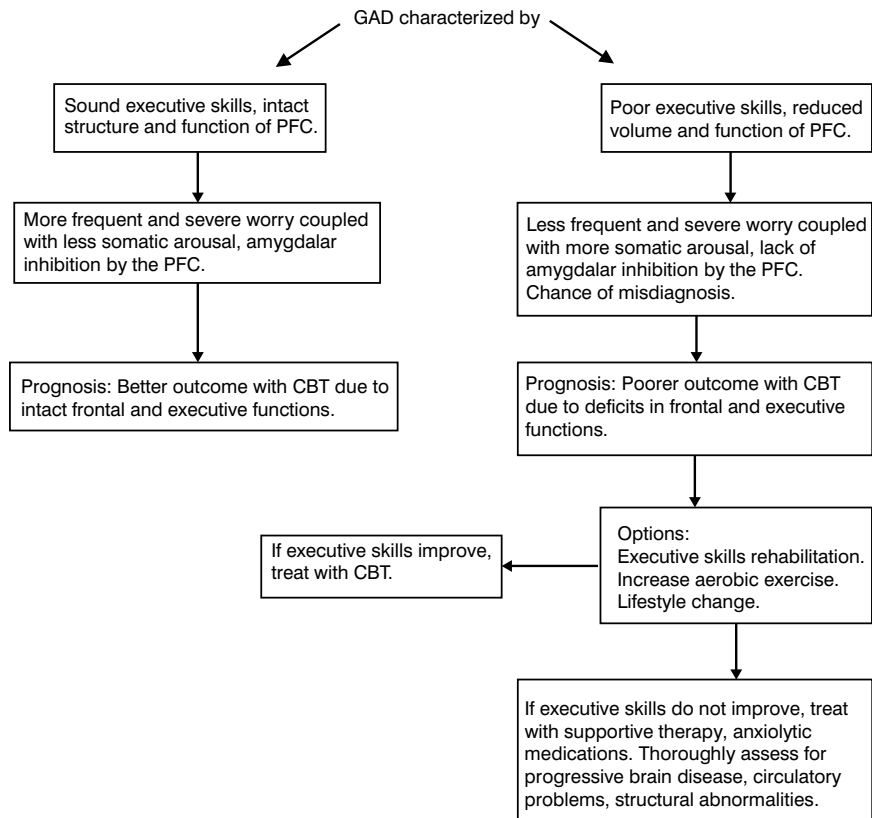 GAD characterized by
Sound executive skills, intact
structure and function of PFC.
Poor executive skills, reduced
volume and function of PFC.
More frequent and severe worry coupled
with less somatic arousal, amygdalar
inhibition by the PFC.
Less frequent and severe worry coupled
with more somatic arousal, lack of
amygdalar inhibition by the PFC.
Chance of misdiagnosis.
Prognosis: Better outcome with CBT due to
intact frontal and executive functions.
Prognosis: Poorer outcome with CBT
due to deficits in frontal and executive
functions.
If executive skills improve,
treat with CBT.
Options:
Executive skills rehabilitation.
Increase aerobic exercise.
Lifestyle change.
If executive skills do not improve, treat
with supportive therapy, anxiolytic
medications. Thoroughly assess for
progressive brain disease, circulatory
problems, structural abnormalities.